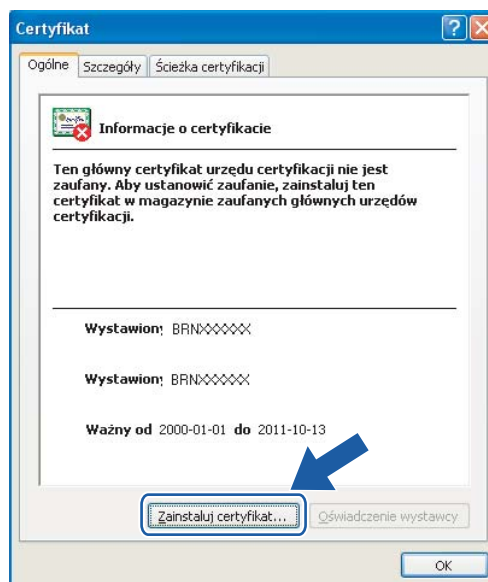 Certyfikat
Ogólne Szczegóły Ścieżka certyfikacji
Informacje o certyfikacie
Ten główny certyfikat urzędu certyfikacji nie jest
zaufany. Aby ustanowić zaufanie, zainstaluj ten
certyfikat w magazynie zaufanych głównych urzędów
certyfikacji.
Wystawiony BRNXXXXXX
Wystawiony BRNXXXXXX
Ważny od 2000-01-01 do 2011-10-13
Zainstaluj certyfikat... Oświadczenie wystawcy
OK